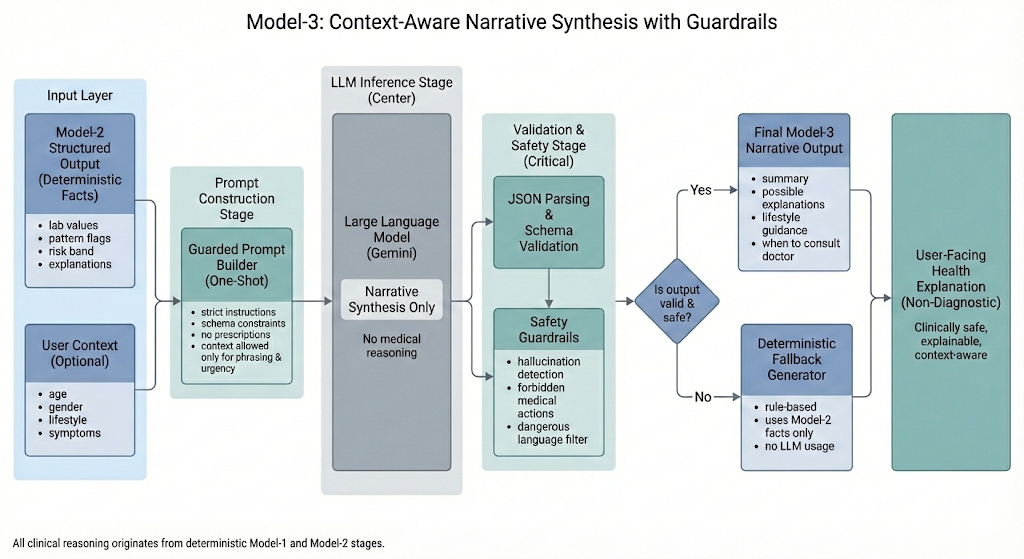 Model-3: Context-Aware Narrative Synthesis with Guardrails
Input Layer
Model-2
Structured
Output
(Deterministic
Facts)
• lab values
• pattern flags
• risk band
• explanations
User Context
(Optional)
• age
• gender
• lifestyle
• symptoms
Prompt
Construction
Stage
Guarded Prompt
Builder
(One-Shot)
• strict instructions
• schema constraints
• no prescriptions
• context allowed
only for phrasing &
urgency
LLM Inference Stage
(Center)
Large Language
Model
(Gemini)
Narrative
Synthesis Only
No medical
reasoning
Validation &
Safety Stage
(Critical)
JSON Parsing
&
Schema
Validation
Safety
Guardrails
• hallucination
detection
• forbidden
medical
actions
• dangerous
language filter
Is output
valid &
safe?
Yes
No
Final Model-3
Narrative Output
• summary
• possible
explanations
• lifestyle
guidance
• when to consult
doctor
Deterministic
Fallback
Generator
• rule-based
• uses Model-2
facts only
• no LLM usage
User-Facing
Health
Explanation
(Non-Diagnostic)
Clinically safe,
explainable,
context-aware
All clinical reasoning originates from deterministic Model-1 and Model-2 stages.